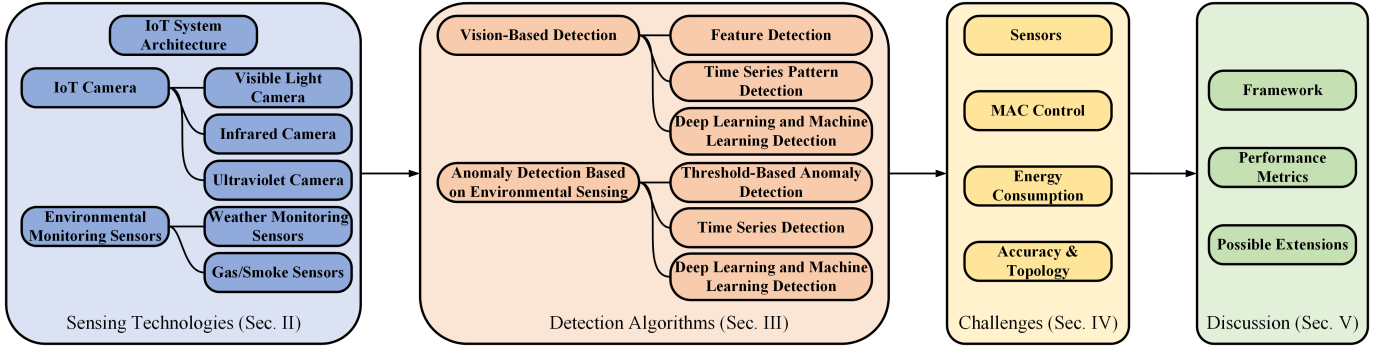 IoT System
Architecture
IoT Camera
Visible Light
Camera
Infrared Camera
Ultraviolet Camera
Environmental
Monitoring Sensors
Weather Monitoring
Sensors
Gas/Smoke Sensors
Sensing Technologies (Sec. II)
Vision-Based Detection
Feature Detection
Time Series Pattern
Detection
Deep Learning and Machine
Learning Detection
Anomaly Detection Based
on Environmental Sensing
Threshold-Based Anomaly
Detection
Time Series Detection
Deep Learning and Machine
Learning Detection
Detection Algorithms (Sec. III)
Sensors
MAC Control
Energy
Consumption
Accuracy &
Topology
Challenges (Sec. IV)
Framework
Performance
Metrics
Possible Extensions
Discussion (Sec. V)